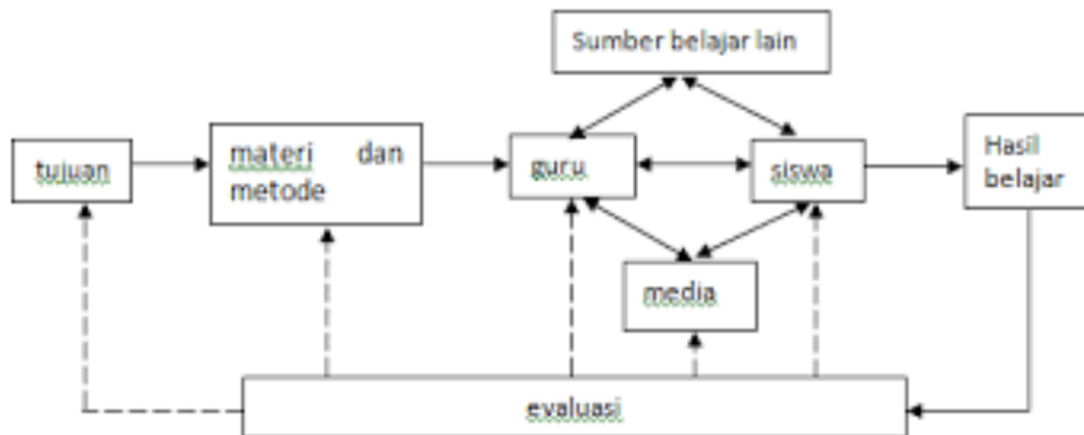 Sumber belajar lain
tujuan
materi dan
metode
guru
siswa
Hasil
belajar
media
evaluasi